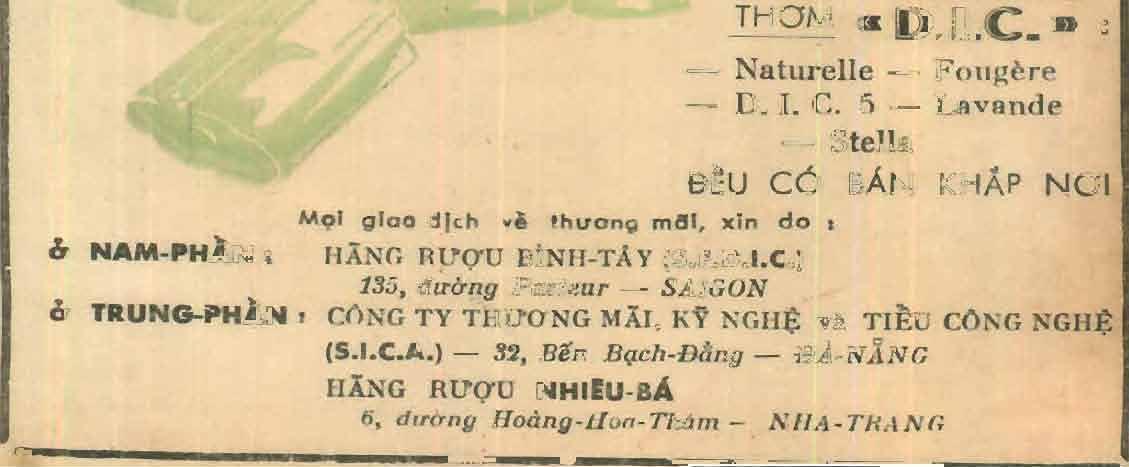 THƠM « D.I.C. » :
— Naturelle — Fougère
— D. I. C. 5 — Lavande
— Stella
ĐỀU CÓ BÁN KHẮP NƠI
Mọi giao dịch về thương mãi, xin do :
ở NAM-PHẦN : HÃNG RƯỢU BÌNH-TÂY (S.F.D.I.C.)
135, đường Pasteur — SAIGON
ở TRUNG-PHẦN : CÔNG TY THƯƠNG MÃI, KỸ NGHỆ và TIỀU CÔNG NGHỆ
(S.I.C.A.) — 32, Bến Bạch-Đằng — ĐÀ-NẴNG
HÃNG RƯỢU NHIÊU-BÁ
6, đường Hoàng-Hoa-Thám — NHA-TRANG